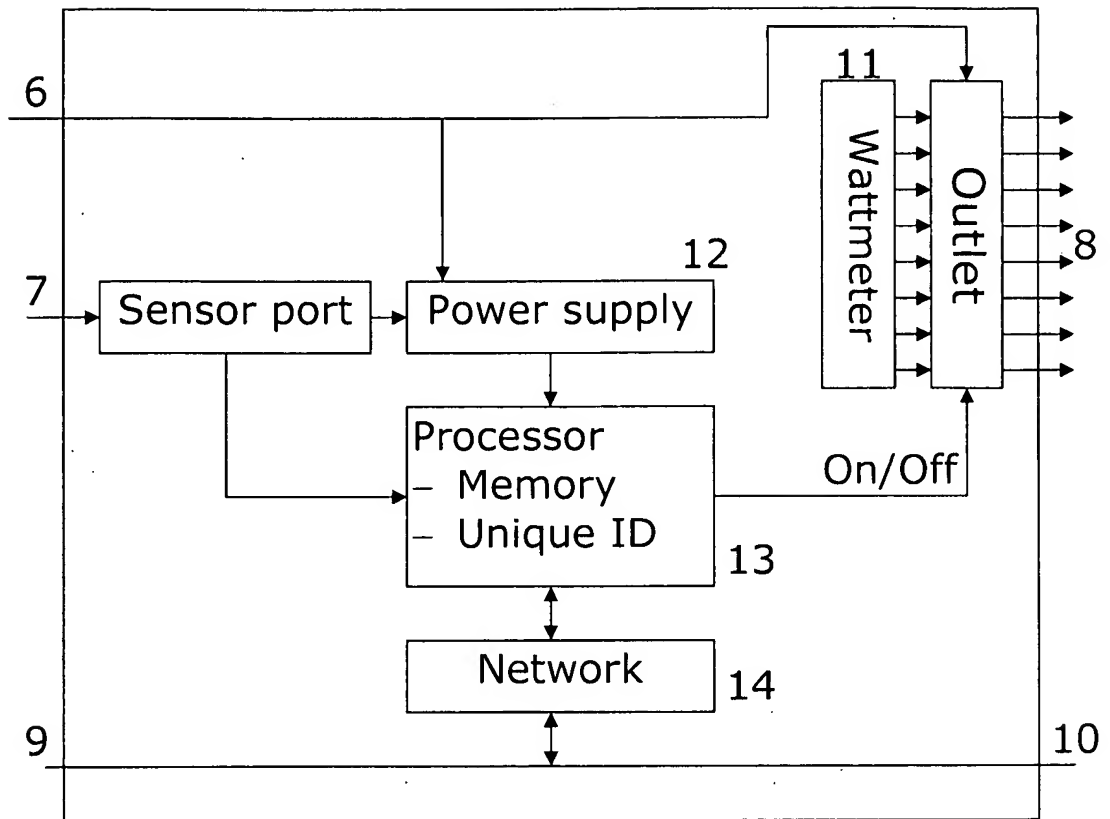 6
11
Wattmeter
Outlet
8
12
7
Sensor port
Power supply
Processor
– Memory
– Unique ID
On/Off
13
Network
14
9
10